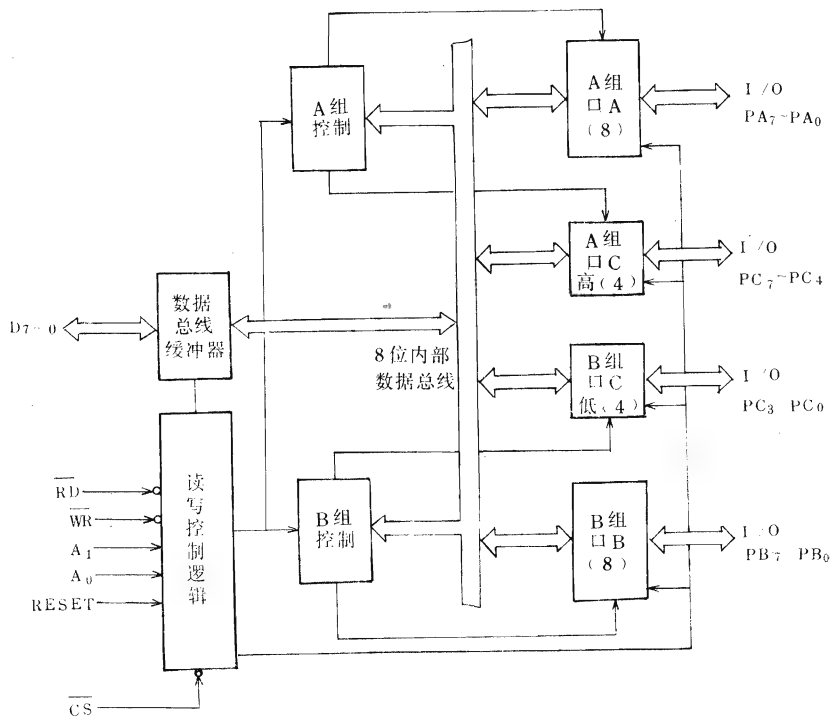 A组
控制
A组
口A
(8)
I/O
PA7~PA0
A组
口C
高(4)
I/O
PC7~PC4
D7~0
数据
总线
缓冲器
8位内部
数据总线
B组
口C
低(4)
I/O
PC3 PC0
RD
WR
A1
A0
RESET
CS
读
写
控
制
逻
辑
B组
控制
B组
口B
(8)
I/O
PB7 PB0